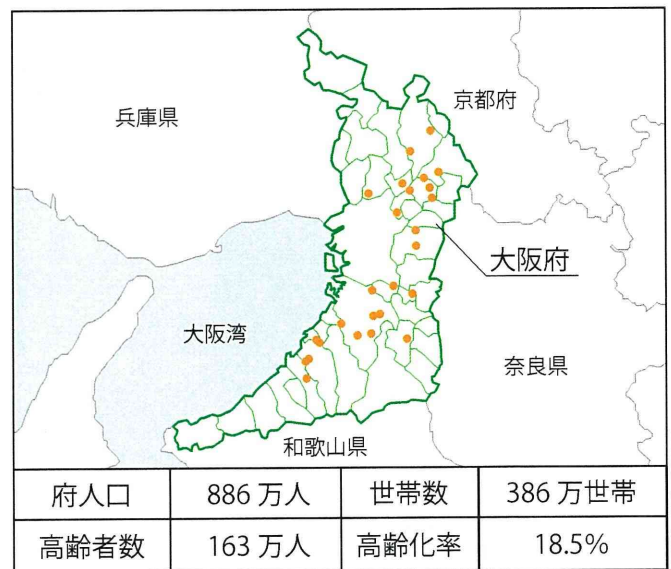 京都府
兵庫県
大阪府
大阪湾
奈良県
和歌山県
府人口 886 万人 世帯数 386 万世帯
高齢者数 163 万人 高齢化率 18.5%